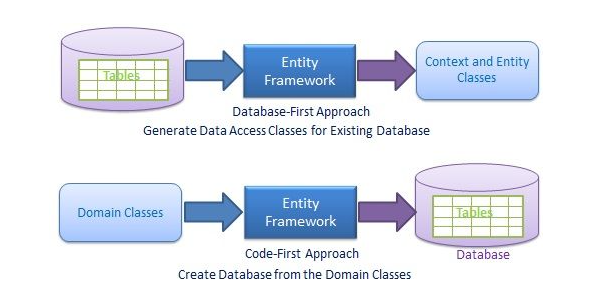 Tables
Entity
Framework
Context and Entity
Classes
Database-First Approach
Generate Data Access Classes for Existing Database
Domain Classes
Entity
Framework
Tables
Database
Code-First Approach
Create Database from the Domain Classes